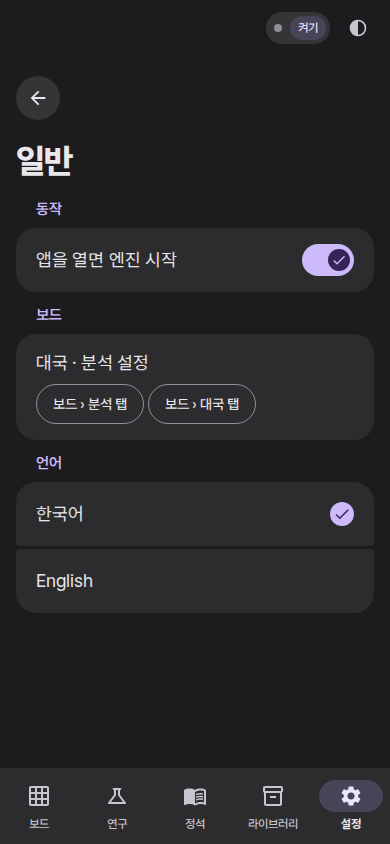 켜기
일반
동작
앱을 열면 엔진 시작
보드
대국 · 분석 설정
보드 › 분석 탭
보드 › 대국 탭
언어
한국어
English
보드
연구
정석
라이브러리
설정